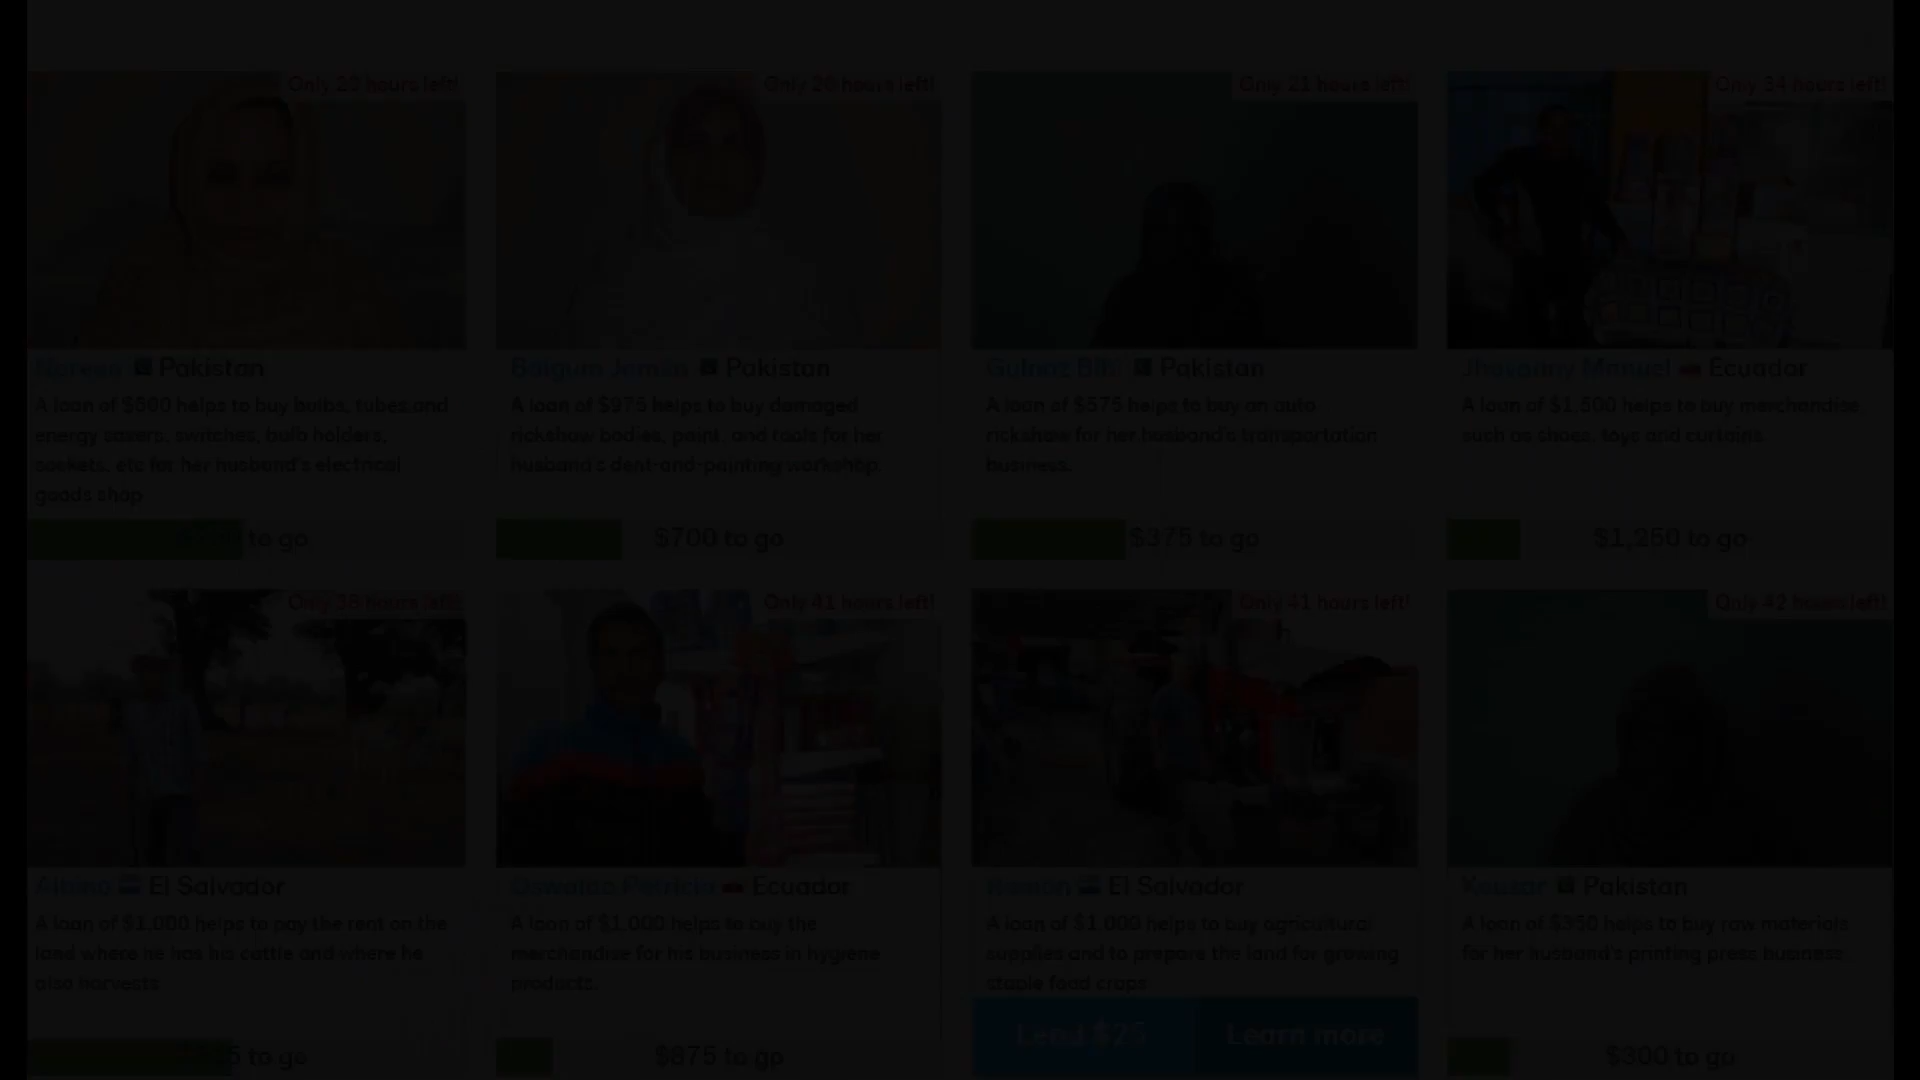 Only 20 hours left!
Only 20 hours left!
Only 21 hours left!
Only 34 hours left!
Pakistan
Balgum Pakistan
Gulnaz Bibi Pakistan
Manuel Ecuador
A loan of helps to buy bulbs, tubes and
energy savers, switches, bulb holders,
sockets, etc for her husband's electrical
goods shop
A loan of $975 helps to buy damaged
rickshaw bodies, paint, and tools for her
husband's dent-and-painting workshop.
A loan of $575 helps to buy an auto
rickshaw for her husband's transportation
business.
A loan of $1,500 helps to buy merchandise
such as shoes, toys and curtains.
to go
$700 to go
$375 to go
$1,250 to go
Only 38 hours left!
Only 41 hours left!
Only 41 hours left!
Only 42 hours left!
Albino El Salvador
Oswaldo Patricio Ecuador
Ramón El Salvador
Kousar Pakistan
A loan of $1,000 helps to pay the rent on the
land where he has his cattle and where he
also harvests
A loan of $1,000 helps to buy the
merchandise for his business in hygiene
products.
A loan of $1,000 helps to buy agricultural
supplies and to prepare the land for growing
staple food crops
A loan of $350 helps to buy raw materials
for her husband's printing press business.
to go
$875 to go
Lend $25 Learn more
$300 to go